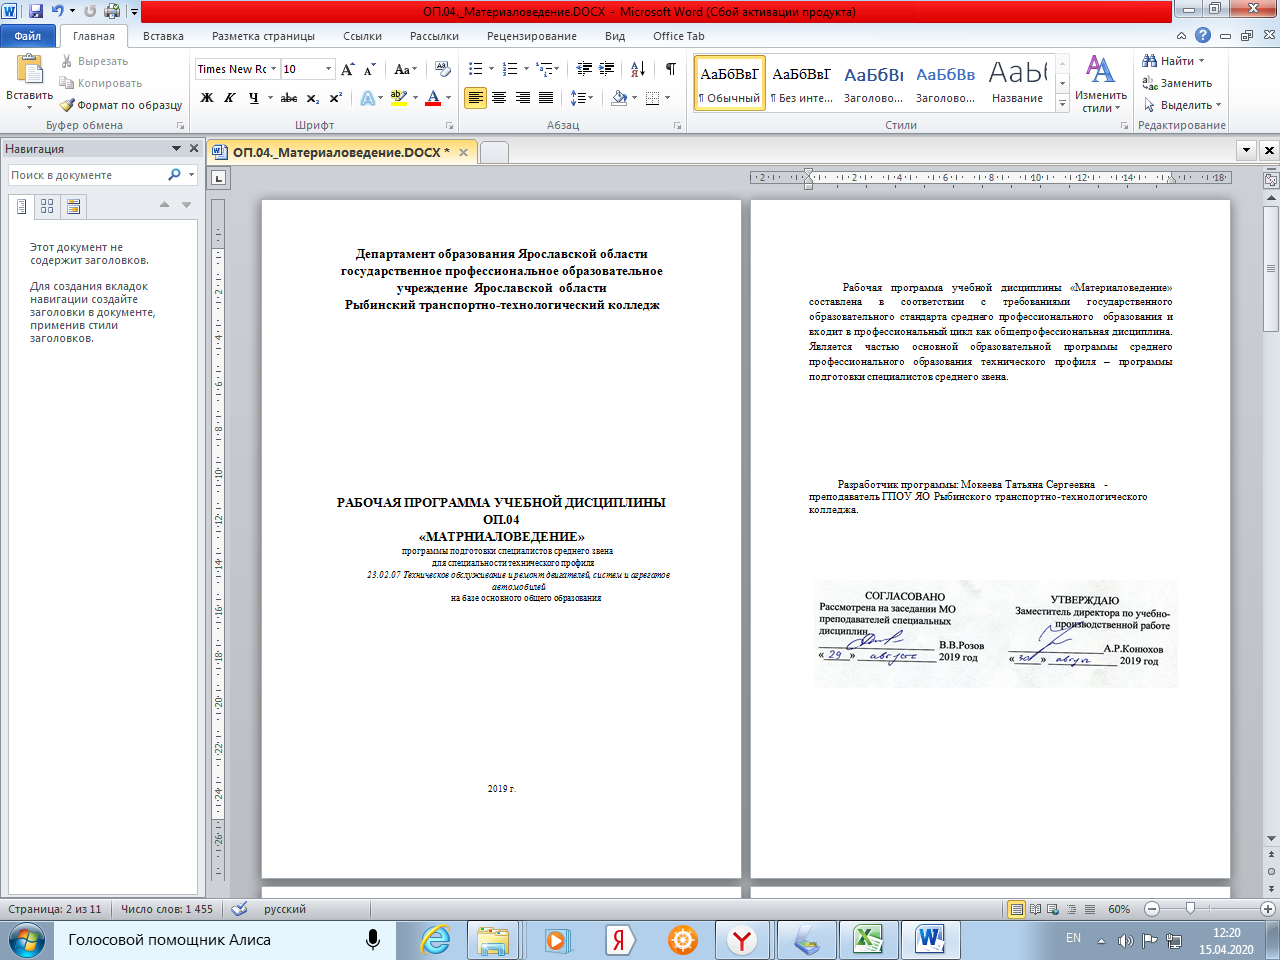 ОП.04._Материаловедение.DOCX - Microsoft Word (Сбой активации продукта)
Файл Главная Вставка Разметка страницы Ссылки Рассылки Рецензирование Вид Office Tab
Вставить
Вырезать
Копировать
Формат по образцу
Буфер обмена
Times New Rc 10
Ж К Ч
Шрифт
Абзац
АаБбВвГ АаБбВвГ АаБбВı АаБбВв АаЬ
¶ Обычный ¶ Без инте... Заголово... Заголово... Название
Изменить стили
Стили
Найти
Заменить
Выделить
Редактирование
Навигация
Поиск в документе
Этот документ не
содержит заголовков.
Для создания вкладок
навигации создайте
заголовки в документе,
применив стили
заголовков.
ОП.04._Материаловедение.DOCX *
Департамент образования Ярославской области
государственное профессиональное образовательное
учреждение Ярославской области
Рыбинский транспортно-технологический колледж
РАБОЧАЯ ПРОГРАММА УЧЕБНОЙ ДИСЦИПЛИНЫ
ОП.04
«МАТРНИАЛОВЕДЕНИЕ»
программы подготовки специалистов среднего звена
для специальности технического профиля
23.02.07 Техническое обслуживание и ремонт двигателей, систем и агрегатов
автомобилей
на базе основного общего образования
2019 г.
Рабочая программа учебной дисциплины «Материаловедение»
составлена в соответствии с требованиями государственного
образовательного стандарта среднего профессионального образования и
входит в профессиональный цикл как общепрофессиональная дисциплина.
Является частью основной образовательной программы среднего
профессионального образования технического профиля – программы
подготовки специалистов среднего звена.
Разработчик программы: Мокеева Татьяна Сергеевна -
преподаватель ГПОУ ЯО Рыбинского транспортно-технологического
колледжа.
СОГЛАСОВАНО
Рассмотрена на заседании МО
преподавателей специальных
дисциплин
В.В.Розов
«29» августа 2019 год
УТВЕРЖДАЮ
Заместитель директора по учебно-
производственной работе
А.Р.Конюхов
«30» август 2019 год
Страница: 2 из 11 Число слов: 1 455 русский 60%
Голосовой помощник Алиса
EN
12:20
15.04.2020